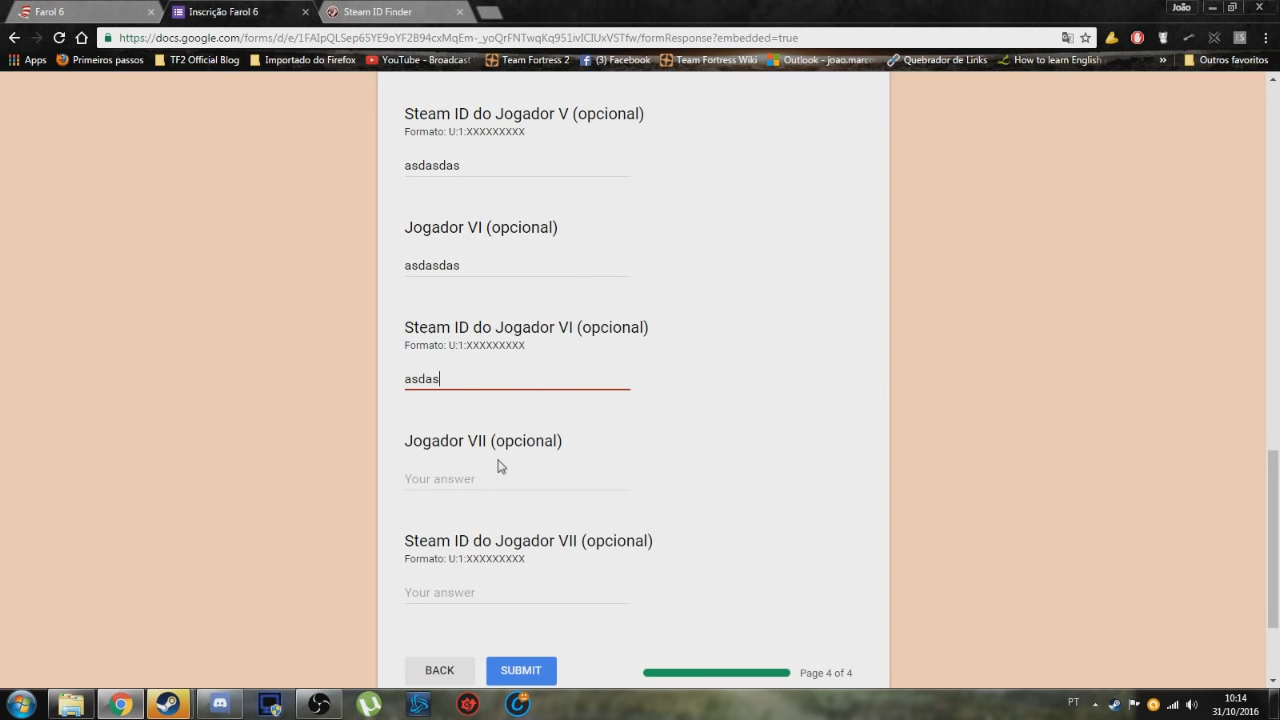 Farol 6
Inscrição Farol 6
Steam ID Finder
João
https://docs.google.com/forms/d/e/1FAIpQLSep65YE9oYF2B94cxMqEm-_yoQrFNTwqKq951ivICIUxVSTfw/formResponse?embedded=true
Apps
Primeiros passos
TF2 Official Blog
Importado do Firefox
YouTube - Broadcast
Team Fortress 2
(3) Facebook
Team Fortress Wiki
Outlook - joao.marc
Quebrador de Links
How to learn English
»
Outros favoritos
Steam ID do Jogador V (opcional)
Formato: U:1:XXXXXXXXX
asdasdas
Jogador VI (opcional)
asdasdas
Steam ID do Jogador VI (opcional)
Formato: U:1:XXXXXXXXX
asdas
Jogador VII (opcional)
Your answer
Steam ID do Jogador VII (opcional)
Formato: U:1:XXXXXXXXX
Your answer
BACK
SUBMIT
Page 4 of 4
PT
10:14
31/10/2016